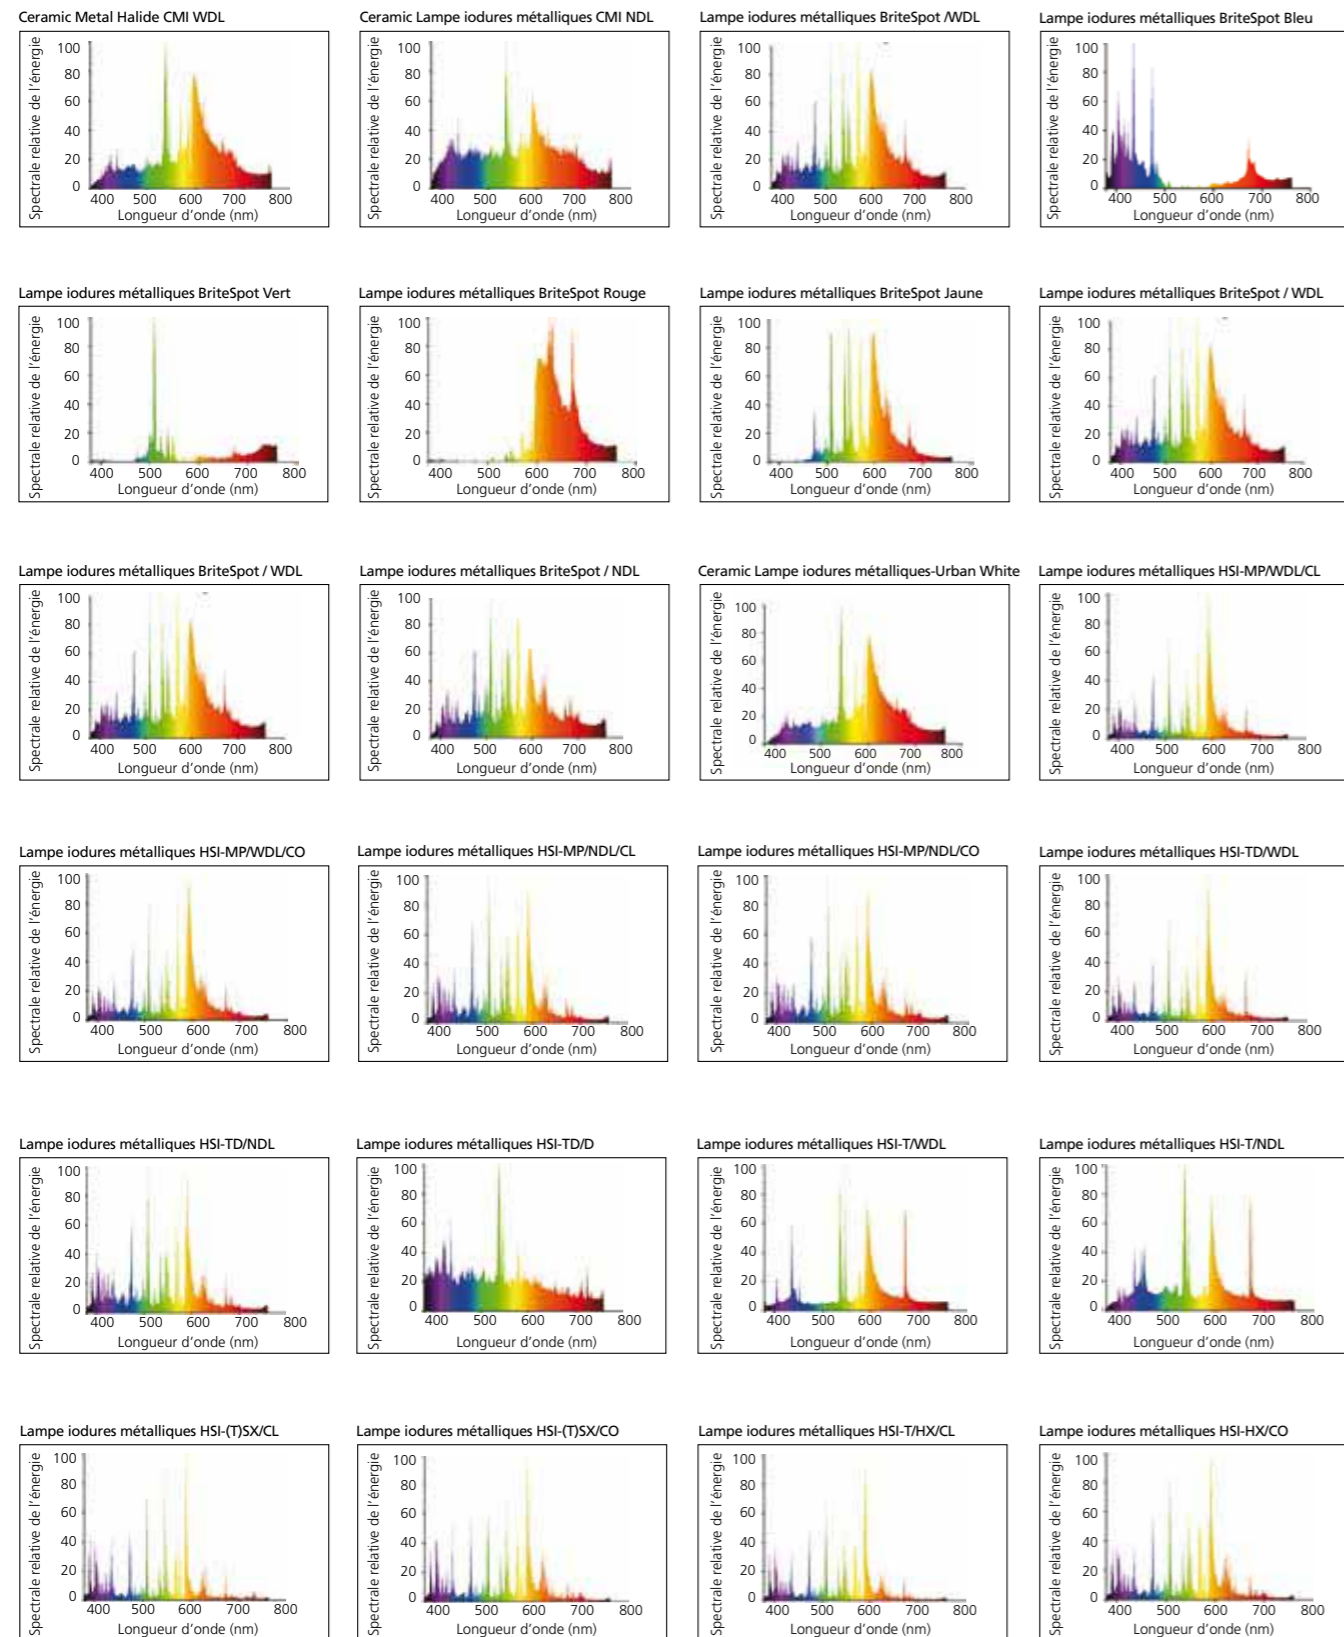 Ceramic Metal Halide CMI WDL
Spectrale relative de l’énergie
100
80
60
40
20
0
400 500 600 700 800
Longueur d’onde (nm)
Ceramic Lampe iodures métalliques CMI NDL
Spectrale relative de l’énergie
100
80
60
40
20
0
400 500 600 700 800
Longueur d’onde (nm)
Lampe iodures métalliques BriteSpot /WDL
Spectrale relative de l’énergie
100
80
60
40
20
0
400 500 600 700 800
Longueur d’onde (nm)
Lampe iodures métalliques BriteSpot Bleu
Spectrale relative de l’énergie
100
80
60
40
20
0
400 500 600 700 800
Longueur d’onde (nm)
Lampe iodures métalliques BriteSpot Vert
Spectrale relative de l’énergie
100
80
60
40
20
0
400 500 600 700 800
Longueur d’onde (nm)
Lampe iodures métalliques BriteSpot Rouge
Spectrale relative de l’énergie
100
80
60
40
20
0
400 500 600 700 800
Longueur d’onde (nm)
Lampe iodures métalliques BriteSpot Jaune
Spectrale relative de l’énergie
100
80
60
40
20
0
400 500 600 700 800
Longueur d’onde (nm)
Lampe iodures métalliques BriteSpot / WDL
Spectrale relative de l’énergie
100
80
60
40
20
0
400 500 600 700 800
Longueur d’onde (nm)
Lampe iodures métalliques BriteSpot / WDL
Spectrale relative de l’énergie
100
80
60
40
20
0
400 500 600 700 800
Longueur d’onde (nm)
Lampe iodures métalliques BriteSpot / NDL
Spectrale relative de l’énergie
100
80
60
40
20
0
400 500 600 700 800
Longueur d’onde (nm)
Ceramic Lampe iodures métalliques-Urban White
Spectrale relative de l’énergie
100
80
60
40
20
0
400 500 600 700 800
Longueur d’onde (nm)
Lampe iodures métalliques HSI-MP/WDL/CL
Spectrale relative de l’énergie
100
80
60
40
20
0
400 500 600 700 800
Longueur d’onde (nm)
Lampe iodures métalliques HSI-MP/WDL/CO
Spectrale relative de l’énergie
100
80
60
40
20
0
400 500 600 700 800
Longueur d’onde (nm)
Lampe iodures métalliques HSI-MP/NDL/CL
Spectrale relative de l’énergie
100
80
60
40
20
0
400 500 600 700 800
Longueur d’onde (nm)
Lampe iodures métalliques HSI-MP/NDL/CO
Spectrale relative de l’énergie
100
80
60
40
20
0
400 500 600 700 800
Longueur d’onde (nm)
Lampe iodures métalliques HSI-TD/WDL
Spectrale relative de l’énergie
100
80
60
40
20
0
400 500 600 700 800
Longueur d’onde (nm)
Lampe iodures métalliques HSI-TD/NDL
Spectrale relative de l’énergie
100
80
60
40
20
0
400 500 600 700 800
Longueur d’onde (nm)
Lampe iodures métalliques HSI-TD/D
Spectrale relative de l’énergie
100
80
60
40
20
0
400 500 600 700 800
Longueur d’onde (nm)
Lampe iodures métalliques HSI-T/WDL
Spectrale relative de l’énergie
100
80
60
40
20
0
400 500 600 700 800
Longueur d’onde (nm)
Lampe iodures métalliques HSI-T/NDL
Spectrale relative de l’énergie
100
80
60
40
20
0
400 500 600 700 800
Longueur d’onde (nm)
Lampe iodures métalliques HSI-(T)SX/CL
Spectrale relative de l’énergie
100
80
60
40
20
0
400 500 600 700 800
Longueur d’onde (nm)
Lampe iodures métalliques HSI-(T)SX/CO
Spectrale relative de l’énergie
100
80
60
40
20
0
400 500 600 700 800
Longueur d’onde (nm)
Lampe iodures métalliques HSI-T/HX/CL
Spectrale relative de l’énergie
100
80
60
40
20
0
400 500 600 700 800
Longueur d’onde (nm)
Lampe iodures métalliques HSI-HX/CO
Spectrale relative de l’énergie
100
80
60
40
20
0
400 500 600 700 800
Longueur d’onde (nm)